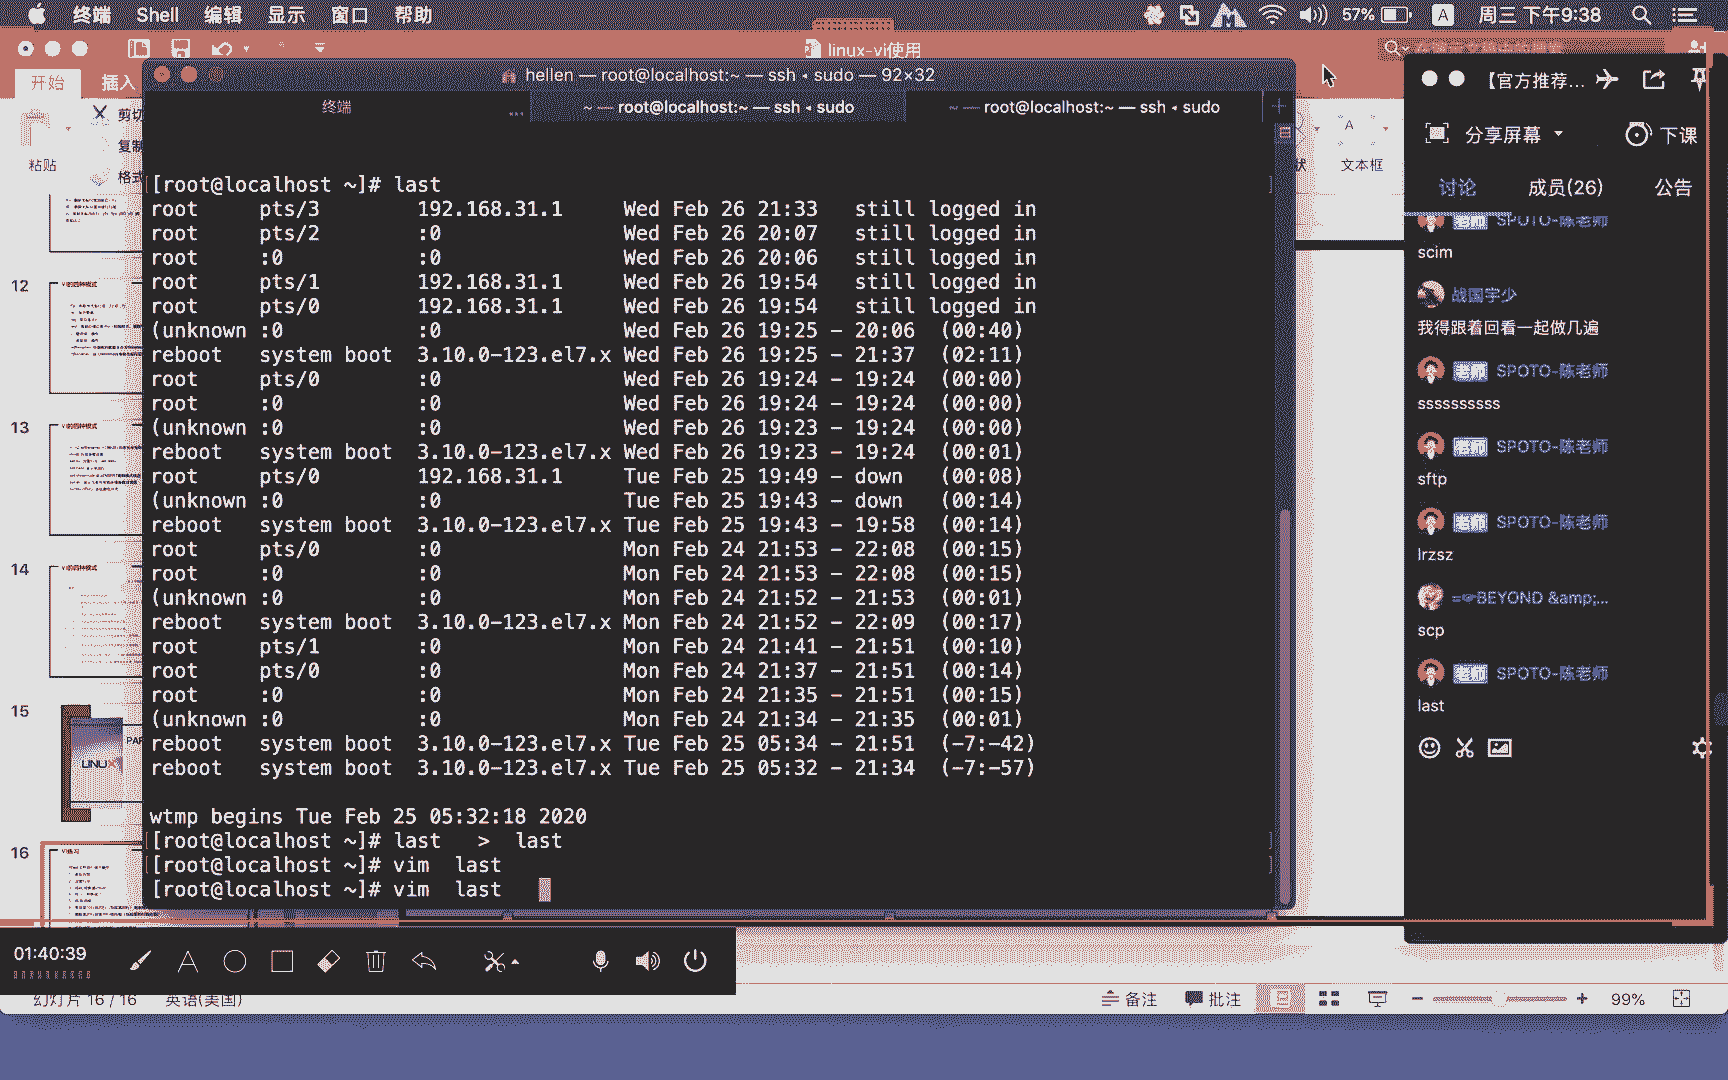 终端 Shell 编辑 显示 窗口 帮助 57% A 周三 下午9:38
linux-vi使用
开始 插入
剪切
复制
格式
粘贴
文本框
hellen — root@localhost:~ — ssh ◂ sudo — 92×32
终端 ~ — root@localhost:~ — ssh ◂ sudo ~ — root@localhost:~ — ssh ◂ sudo
[root@localhost ~]# last
root pts/3 192.168.31.1 Wed Feb 26 21:33 still logged in
root pts/2 :0 Wed Feb 26 20:07 still logged in
root :0 :0 Wed Feb 26 20:06 still logged in
root pts/1 192.168.31.1 Wed Feb 26 19:54 still logged in
root pts/0 192.168.31.1 Wed Feb 26 19:54 still logged in
(unknown :0 :0 Wed Feb 26 19:25 - 20:06 (00:40)
reboot system boot 3.10.0-123.el7.x Wed Feb 26 19:25 - 21:37 (02:11)
root pts/0 :0 Wed Feb 26 19:24 - 19:24 (00:00)
root :0 :0 Wed Feb 26 19:24 - 19:24 (00:00)
(unknown :0 :0 Wed Feb 26 19:23 - 19:24 (00:00)
reboot system boot 3.10.0-123.el7.x Wed Feb 26 19:23 - 19:24 (00:01)
root pts/0 192.168.31.1 Tue Feb 25 19:49 - down (00:08)
(unknown :0 :0 Tue Feb 25 19:43 - down (00:14)
reboot system boot 3.10.0-123.el7.x Tue Feb 25 19:43 - 19:58 (00:14)
root pts/0 :0 Mon Feb 24 21:53 - 22:08 (00:15)
root :0 :0 Mon Feb 24 21:53 - 22:08 (00:15)
(unknown :0 :0 Mon Feb 24 21:52 - 21:53 (00:01)
reboot system boot 3.10.0-123.el7.x Mon Feb 24 21:52 - 22:09 (00:17)
root pts/1 :0 Mon Feb 24 21:41 - 21:51 (00:10)
root pts/0 :0 Mon Feb 24 21:37 - 21:51 (00:14)
root :0 :0 Mon Feb 24 21:35 - 21:51 (00:15)
(unknown :0 :0 Mon Feb 24 21:34 - 21:35 (00:01)
reboot system boot 3.10.0-123.el7.x Tue Feb 25 05:34 - 21:51 (-7:-42)
reboot system boot 3.10.0-123.el7.x Tue Feb 25 05:32 - 21:34 (-7:-57)
wtmp begins Tue Feb 25 05:32:18 2020
[root@localhost ~]# last > last
[root@localhost ~]# vim last
[root@localhost ~]# vim last
12
13
14
15
16
LINUX
【官方推荐...
分享屏幕 下课
讨论 成员(26) 公告
老师 SPOTO-陈老师
scim
战国宇少
我得跟着回看一起做几遍
老师 SPOTO-陈老师
ssssssssss
老师 SPOTO-陈老师
sftp
老师 SPOTO-陈老师
lrzsz
=☞BEYOND &amp;...
scp
老师 SPOTO-陈老师
last
01:40:39
幻灯片 16 / 16 英语(美国)
备注 批注 99%